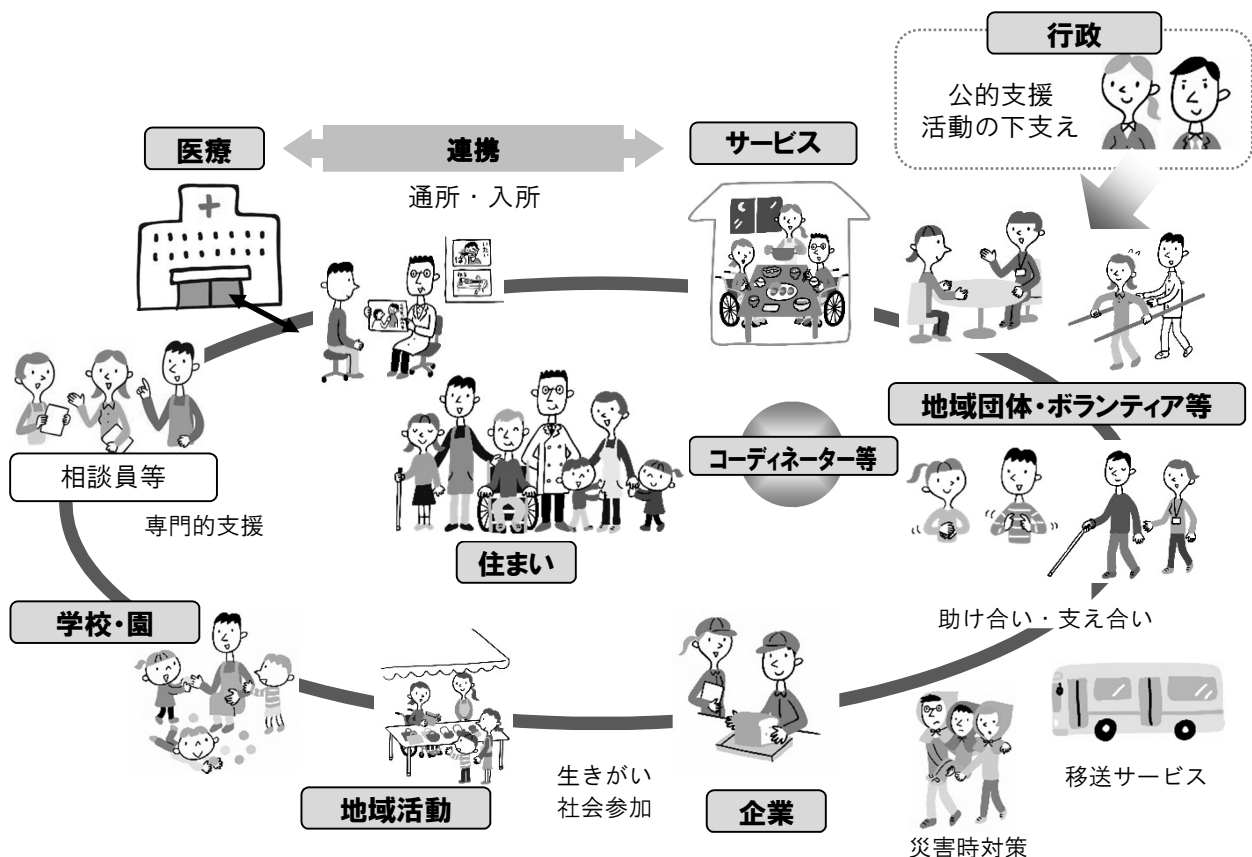 行政
公的支援
活動の下支え
医療
連携
サービス
通所・入所
地域団体・ボランティア等
コーディネーター等
相談員等
専門的支援
住まい
学校・園
助け合い・支え合い
移送サービス
生きがい
社会参加
地域活動
企業
災害時対策